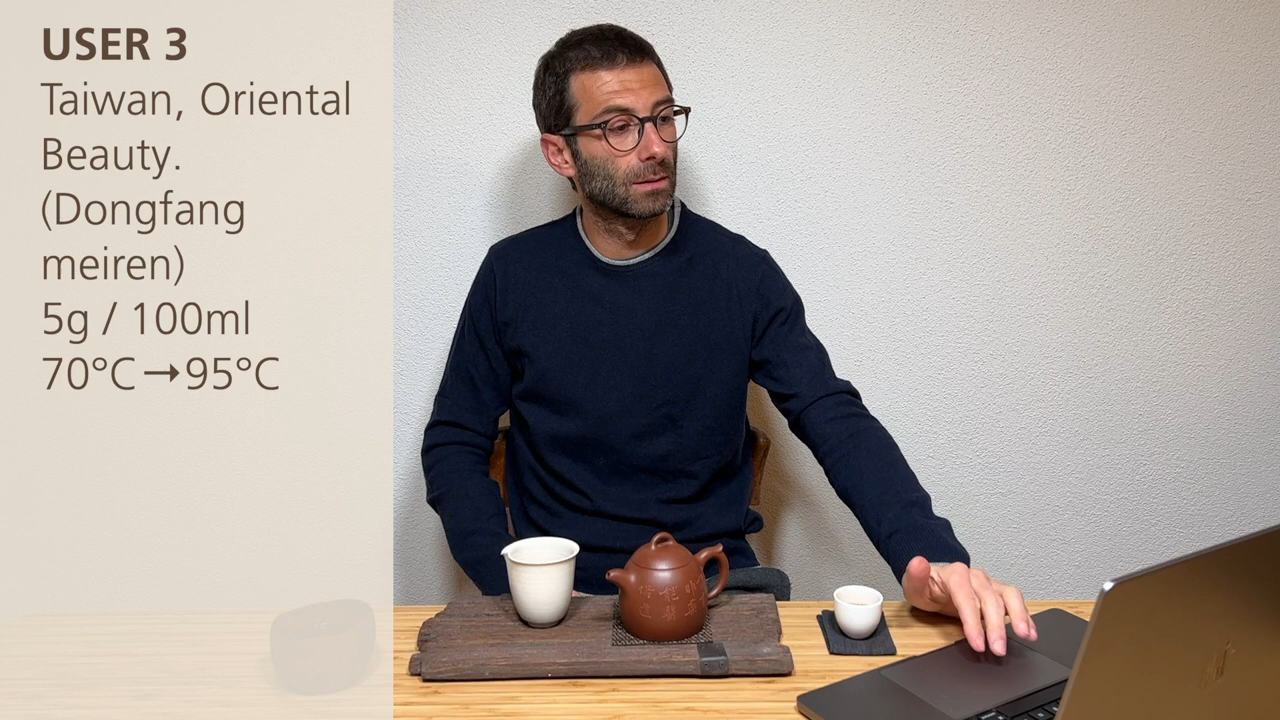 USER 3
Taiwan, Oriental
Beauty.
(Dongfang
meiren)
5g / 100ml
70°C→95°C